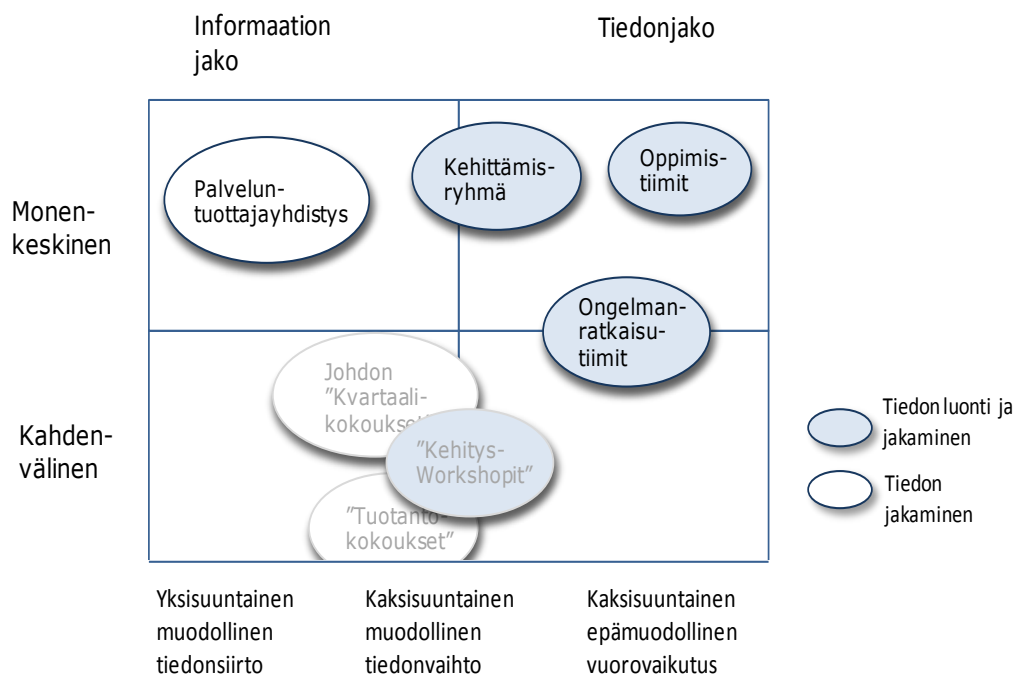 Informaation
jako
Tiedonjako
Monen-
keskinen
Palvelun-
tuottajayhdistys
Kehittämis-
ryhmä
Oppimis-
tiimit
Ongelman-
ratkaisu-
tiimit
Kahden-
välinen
Johdon
"Kvartaali-
kokoukset"
"Kehitys-
Workshopit"
"Tuotanto-
kokoukset"
Tiedon luonti ja
jakaminen
Tiedon
jakaminen
Yksisuuntainen
muodollinen
tiedonsiirto
Kaksisuuntainen
muodollinen
tiedonvaihto
Kaksisuuntainen
epämuodollinen
vuorovaikutus